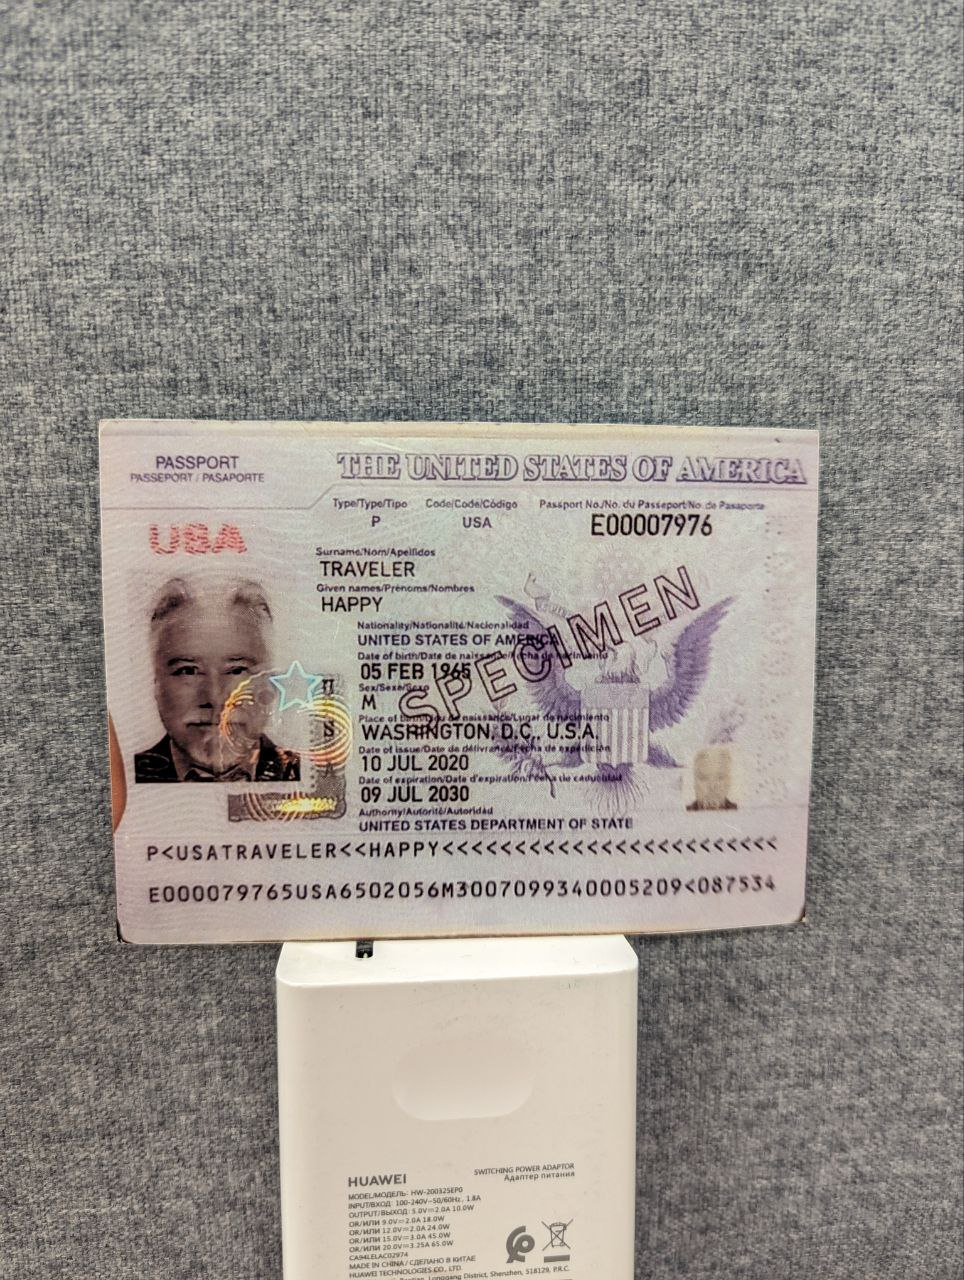 PASSPORT
PASSEPORT / PASAPORTE
THE UNITED STATES OF AMERICA
Type/Type/Tipo Code/Code/Código Passport No./No. du Passeport/No. de Pasaporte
P USA E00007976
USA
Surname/Nom/Apellidos
TRAVELER
Given names/Prénoms/Nombres
HAPPY
Nationality/Nationalité/Nacionalidad
UNITED STATES OF AMERICA
Date of birth/Date de naissance/Fecha de nacimiento
05 FEB 1965
Sex/Sexe/Sexo
M
Place of birth/Lieu de naissance/Lugar de nacimiento
WASHINGTON, D.C., U.S.A.
Date of issue/Date de délivrance/Fecha de expedición
10 JUL 2020
Date of expiration/Date d'expiration/Fecha de caducidad
09 JUL 2030
Authority/Autorité/Autoridad
UNITED STATES DEPARTMENT OF STATE
SPECIMEN
P<USATRAVELER<<HAPPY<<<<<<<<<<<<<<<<<<<<<<<<
E000079765USA6502056M3007099340005209<087534
HUAWEI
SWITCHING POWER ADAPTOR
Адаптер питания
MODEL/МОДЕЛЬ: HW-200325EP0
INPUT/ВХОД: 100-240V~50/60Hz, 1.8A
OUTPUT/ВЫХОД: 5.0V⎓2.0A 10.0W
OR/ИЛИ 9.0V⎓2.0A 18.0W
OR/ИЛИ 12.0V⎓2.0A 24.0W
OR/ИЛИ 15.0V⎓3.0A 45.0W
OR/ИЛИ 20.0V⎓3.25A 65.0W
CA94LELAC02974
MADE IN CHINA / СДЕЛАНО В КИТАЕ
HUAWEI TECHNOLOGIES CO., LTD.
Bantian, Longgang District, Shenzhen, 518129, P.R.C.